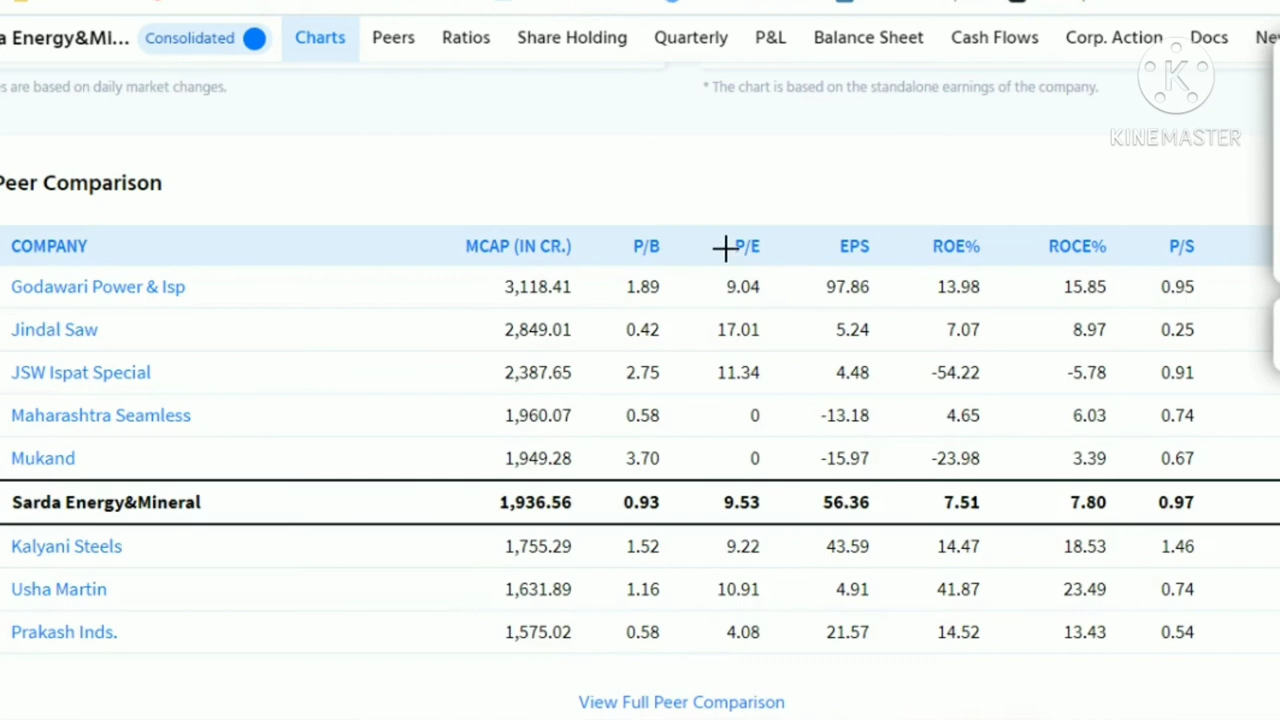 a Energy&MI... Consolidated Charts Peers Ratios Share Holding Quarterly P&L Balance Sheet Cash Flows Corp. Action Docs Ne
es are based on daily market changes. * The chart is based on the standalone earnings of the company.
KINEMASTER
Peer Comparison
COMPANY MCAP (IN CR.) P/B P/E EPS ROE% ROCE% P/S
Godawari Power & Isp 3,118.41 1.89 9.04 97.86 13.98 15.85 0.95
Jindal Saw 2,849.01 0.42 17.01 5.24 7.07 8.97 0.25
JSW Ispat Special 2,387.65 2.75 11.34 4.48 -54.22 -5.78 0.91
Maharashtra Seamless 1,960.07 0.58 0 -13.18 4.65 6.03 0.74
Mukand 1,949.28 3.70 0 -15.97 -23.98 3.39 0.67
Sarda Energy&Mineral 1,936.56 0.93 9.53 56.36 7.51 7.80 0.97
Kalyani Steels 1,755.29 1.52 9.22 43.59 14.47 18.53 1.46
Usha Martin 1,631.89 1.16 10.91 4.91 41.87 23.49 0.74
Prakash Inds. 1,575.02 0.58 4.08 21.57 14.52 13.43 0.54
View Full Peer Comparison